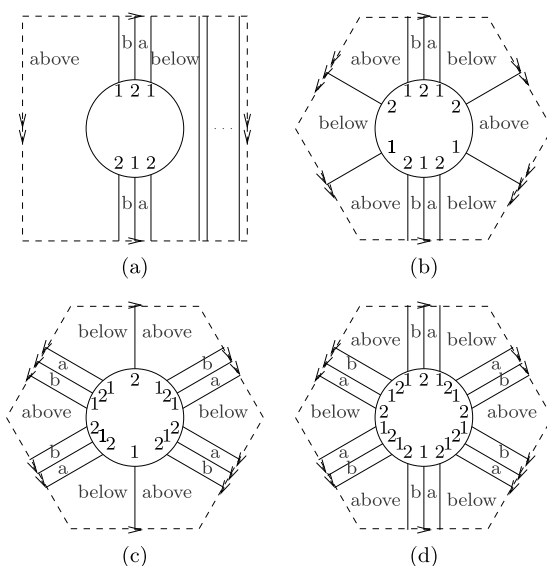 b a
above below
1 2 1
. . .
2 1 2
b a
(a)
b a
above below
1 2 1
2 2
below above
1 1
2 1 2
above b a below
(b)
below above
a b
b a
2
1 1
2 2
1 1
above below
2 2
1 1
2 2
1
b a
a b
below above
(c)
b a
above below
b b
a a
1 2 1
2 2
1 1
2 2
below above
1 1
2 2
1 1
2 1 2
a a
b b
above b a below
(d)